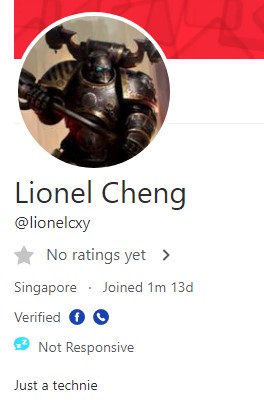 Lionel Cheng
@lionelcxy
No ratings yet
Singapore · Joined 1m 13d
Verified
Not Responsive
Just a technie